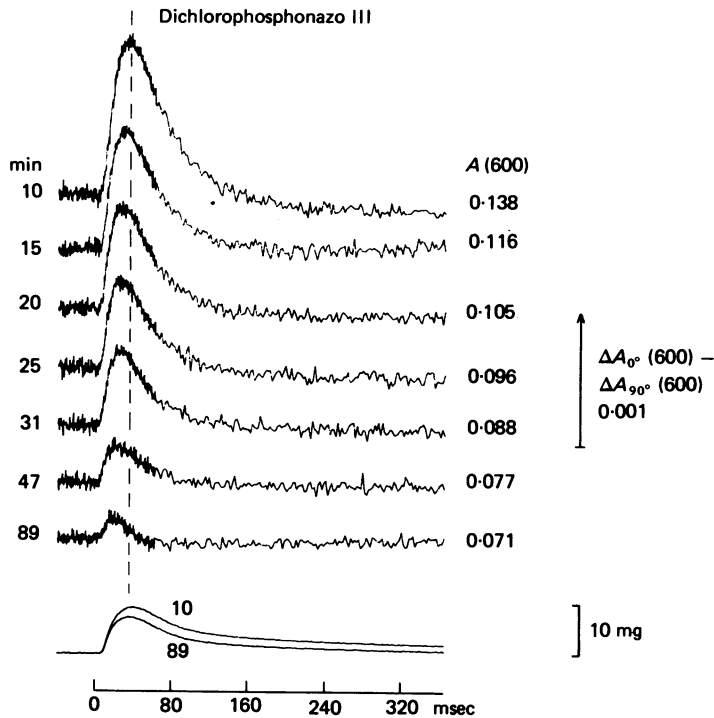 Dichlorophosphonazo III
min
A (600)
10
0·138
15
0·116
20
0·105
25
0·096
31
0·088
47
0·077
89
0·071
ΔA₀° (600) −
ΔA₉₀° (600)
0·001
10
89
10 mg
0 80 160 240 320 msec